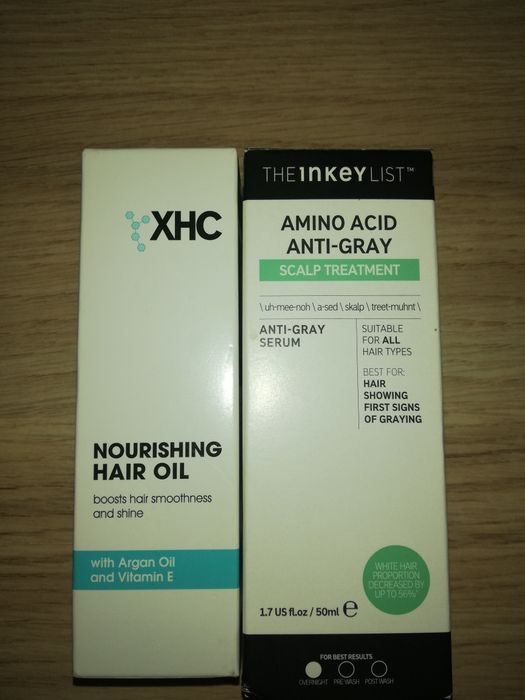 XHC
NOURISHING
HAIR OIL
boosts hair smoothness
and shine
with Argan Oil
and Vitamin E
THE INKEY LIST™
AMINO ACID
ANTI-GRAY
SCALP TREATMENT
\ uh-mee-noh \ a-sed \ skalp \ treet-muhnt \
ANTI-GRAY
SERUM
SUITABLE
FOR ALL
HAIR TYPES
BEST FOR:
HAIR
SHOWING
FIRST SIGNS
OF GRAYING
WHITE HAIR
PROPORTION
DECREASED BY
UP TO 56%*
1.7 US fl.oz / 50ml e
FOR BEST RESULTS
OVERNIGHT PRE WASH POST WASH